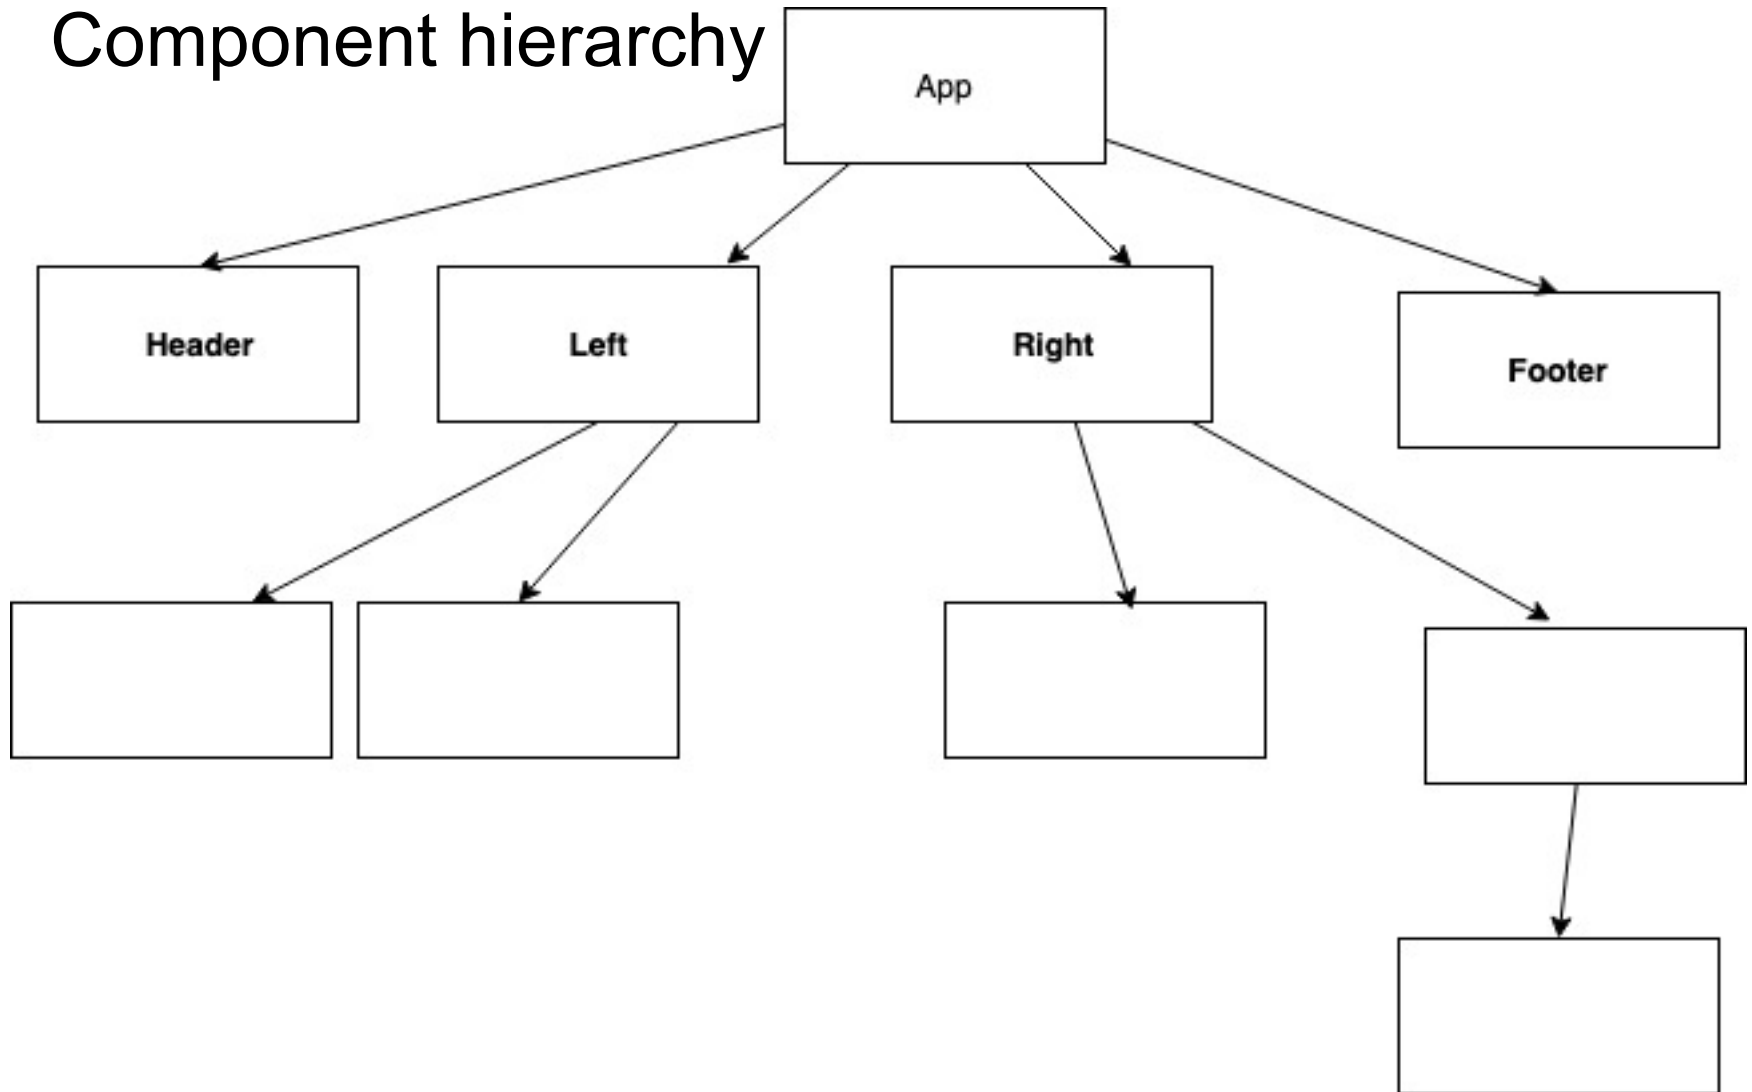 Component hierarchy
App
Header
Left
Right
Footer